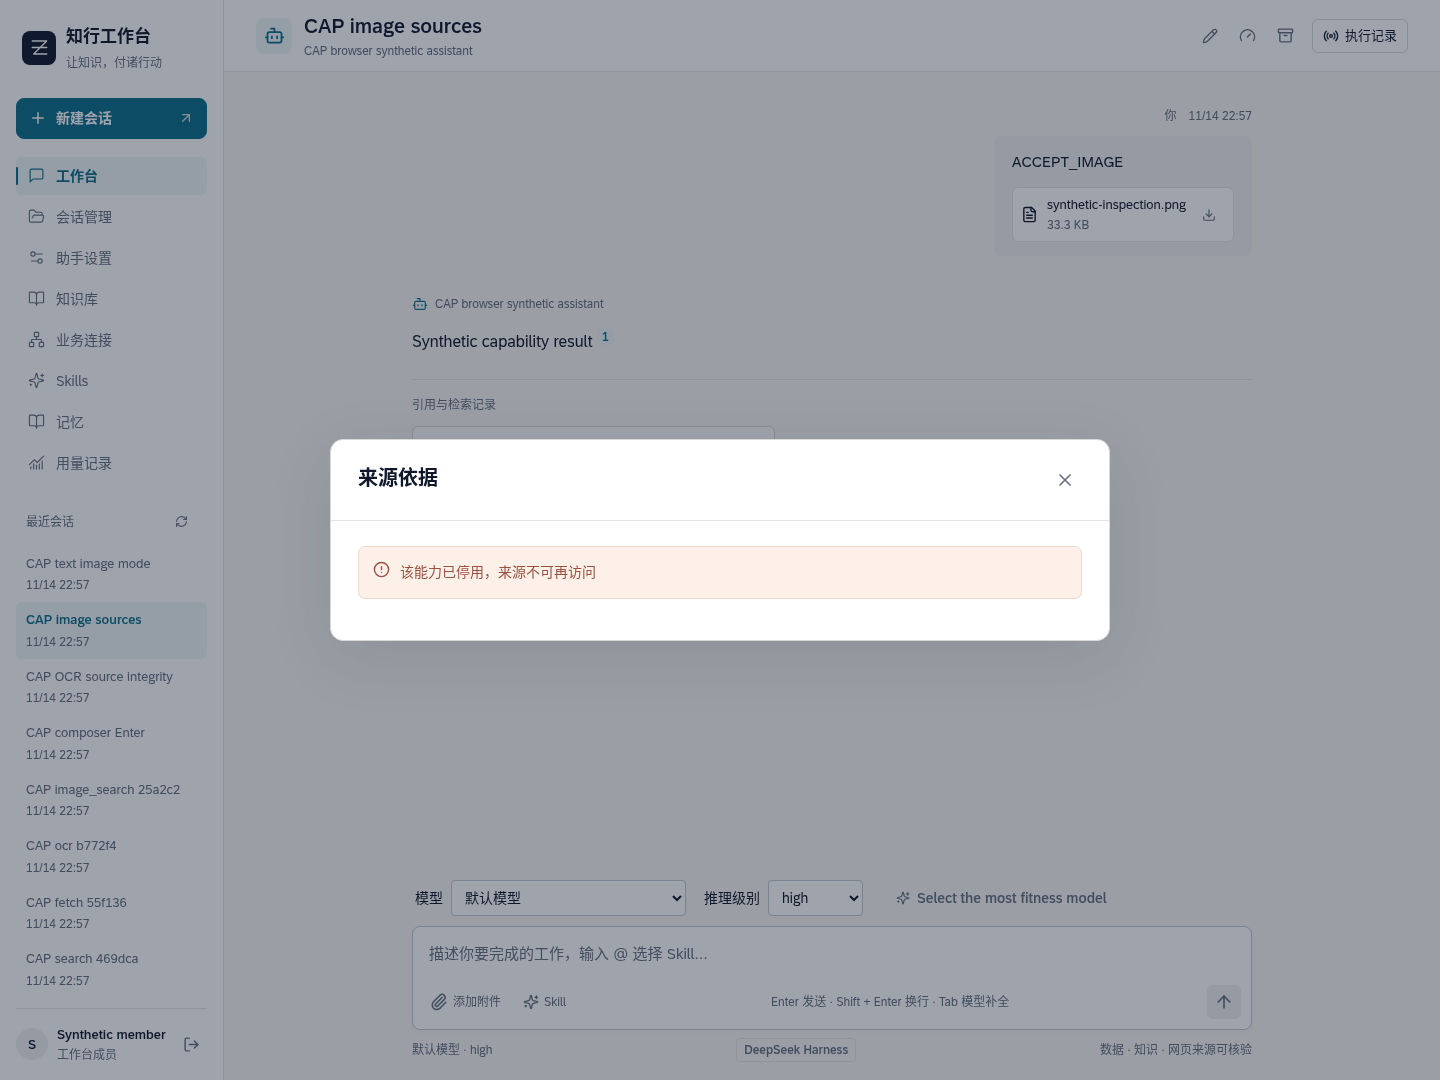 知行工作台
让知识，付诸行动
新建会话
工作台
会话管理
助手设置
知识库
业务连接
Skills
记忆
用量记录
最近会话
CAP text image mode
11/14 22:57
CAP image sources
11/14 22:57
CAP OCR source integrity
11/14 22:57
CAP composer Enter
11/14 22:57
CAP image_search 25a2c2
11/14 22:57
CAP ocr b772f4
11/14 22:57
CAP fetch 55f136
11/14 22:57
CAP search 469dca
11/14 22:57
S
Synthetic member
工作台成员
CAP image sources
CAP browser synthetic assistant
执行记录
你 11/14 22:57
ACCEPT_IMAGE
synthetic-inspection.png
33.3 KB
CAP browser synthetic assistant
Synthetic capability result 1
引用与检索记录
来源依据
该能力已停用，来源不可再访问
模型 默认模型 推理级别 high Select the most fitness model
描述你要完成的工作，输入 @ 选择 Skill...
添加附件 Skill Enter 发送 · Shift + Enter 换行 · Tab 模型补全
默认模型 · high DeepSeek Harness 数据 · 知识 · 网页来源可核验